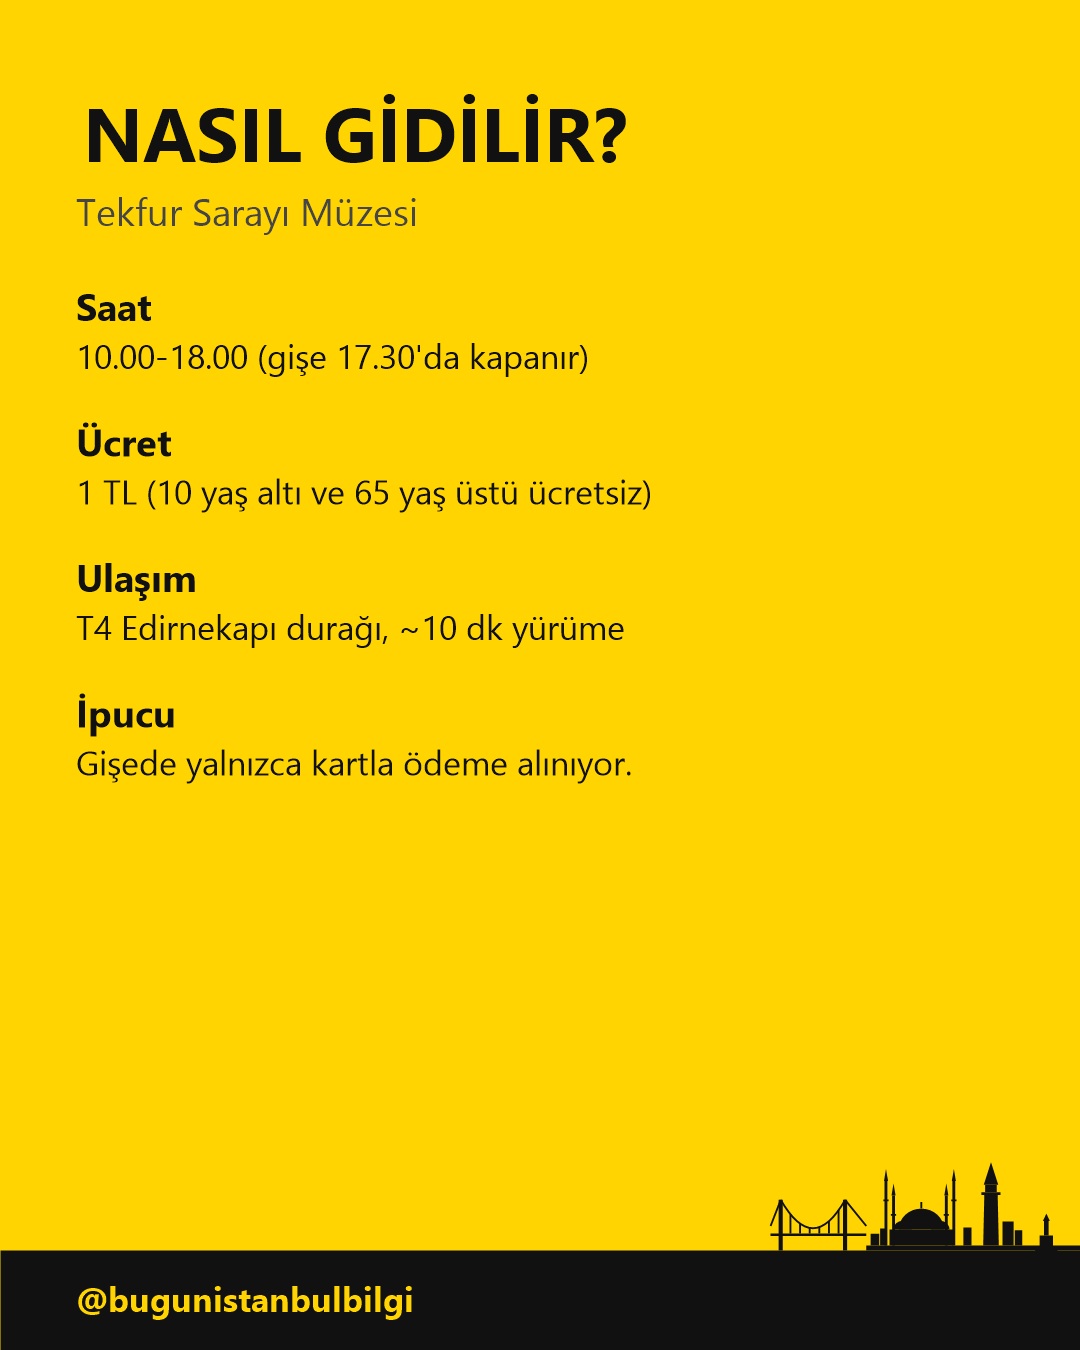 NASIL GİDİLİR?
Tekfur Sarayı Müzesi
Saat
10.00-18.00 (gişe 17.30'da kapanır)
Ücret
1 TL (10 yaş altı ve 65 yaş üstü ücretsiz)
Ulaşım
T4 Edirnekapı durağı, ~10 dk yürüme
İpucu
Gişede yalnızca kartla ödeme alınıyor.
@bugunistanbulbilgi